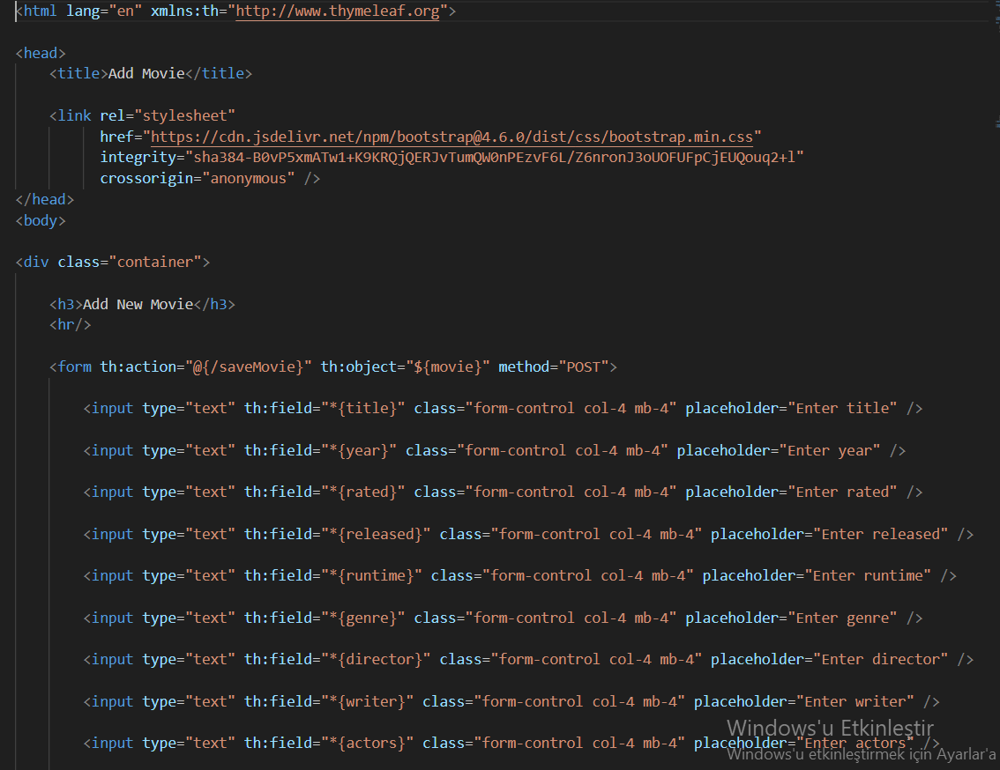 <html lang="en" xmlns:th="http://www.thymeleaf.org">
<head>
<title>Add Movie</title>
<link rel="stylesheet"
href="https://cdn.jsdelivr.net/npm/bootstrap@4.6.0/dist/css/bootstrap.min.css"
integrity="sha384-B0vP5xmATw1+K9KRQjQERJvTumQW0nPEzvF6L/Z6nronJ3oUOFUFpCjEUQouq2+l"
crossorigin="anonymous" />
</head>
<body>
<div class="container">
<h3>Add New Movie</h3>
<hr/>
<form th:action="@{/saveMovie}" th:object="${movie}" method="POST">
<input type="text" th:field="*{title}" class="form-control col-4 mb-4" placeholder="Enter title" />
<input type="text" th:field="*{year}" class="form-control col-4 mb-4" placeholder="Enter year" />
<input type="text" th:field="*{rated}" class="form-control col-4 mb-4" placeholder="Enter rated" />
<input type="text" th:field="*{released}" class="form-control col-4 mb-4" placeholder="Enter released" />
<input type="text" th:field="*{runtime}" class="form-control col-4 mb-4" placeholder="Enter runtime" />
<input type="text" th:field="*{genre}" class="form-control col-4 mb-4" placeholder="Enter genre" />
<input type="text" th:field="*{director}" class="form-control col-4 mb-4" placeholder="Enter director" />
<input type="text" th:field="*{writer}" class="form-control col-4 mb-4" placeholder="Enter writer" />
<input type="text" th:field="*{actors}" class="form-control col-4 mb-4" placeholder="Enter actors" />
Windows'u Etkinleştir
Windows'u etkinleştirmek için Ayarlar'a